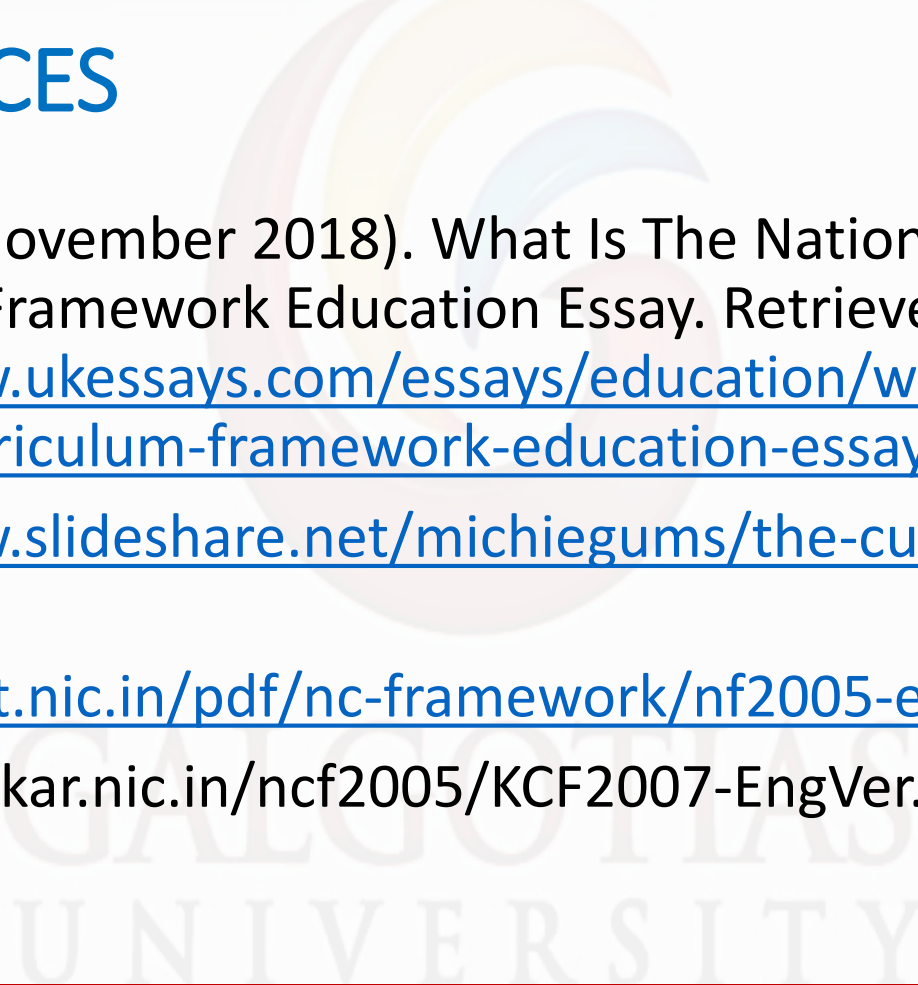 CES
ovember 2018). What Is The Nation
Framework Education Essay. Retrieve
.ukessays.com/essays/education/w
riculum-framework-education-essay
.slideshare.net/michiegums/the-cu
t.nic.in/pdf/nc-framework/nf2005-e
kar.nic.in/ncf2005/KCF2007-EngVer.
GALGOTIAS
UNIVERSITY